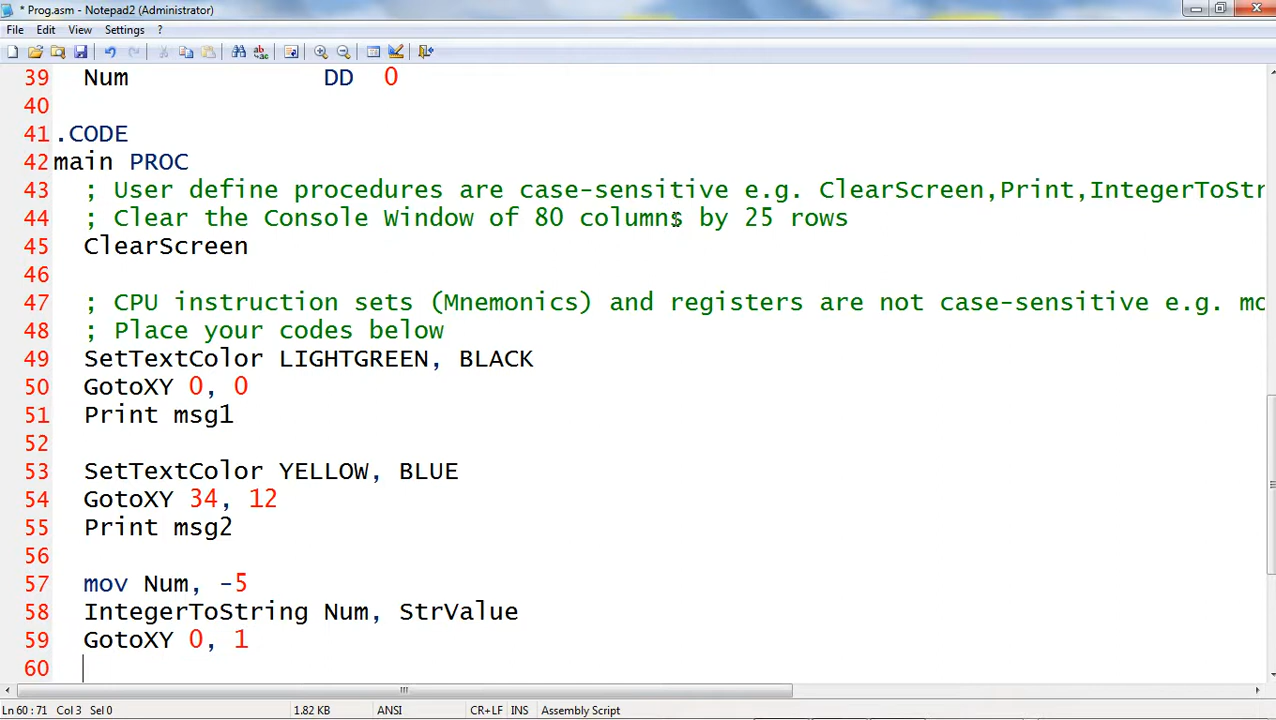 * Prog.asm - Notepad2 (Administrator)
File Edit View Settings ?
39 Num DD 0
40
41 .CODE
42 main PROC
43 ; User define procedures are case-sensitive e.g. ClearScreen,Print,IntegerToStr
44 ; Clear the Console Window of 80 columns by 25 rows
45 ClearScreen
46
47 ; CPU instruction sets (Mnemonics) and registers are not case-sensitive e.g. mo
48 ; Place your codes below
49 SetTextColor LIGHTGREEN, BLACK
50 GotoXY 0, 0
51 Print msg1
52
53 SetTextColor YELLOW, BLUE
54 GotoXY 34, 12
55 Print msg2
56
57 mov Num, -5
58 IntegerToString Num, StrValue
59 GotoXY 0, 1
60
Ln 60 : 71 Col 3 Sel 0 1.82 KB ANSI CR+LF INS Assembly Script